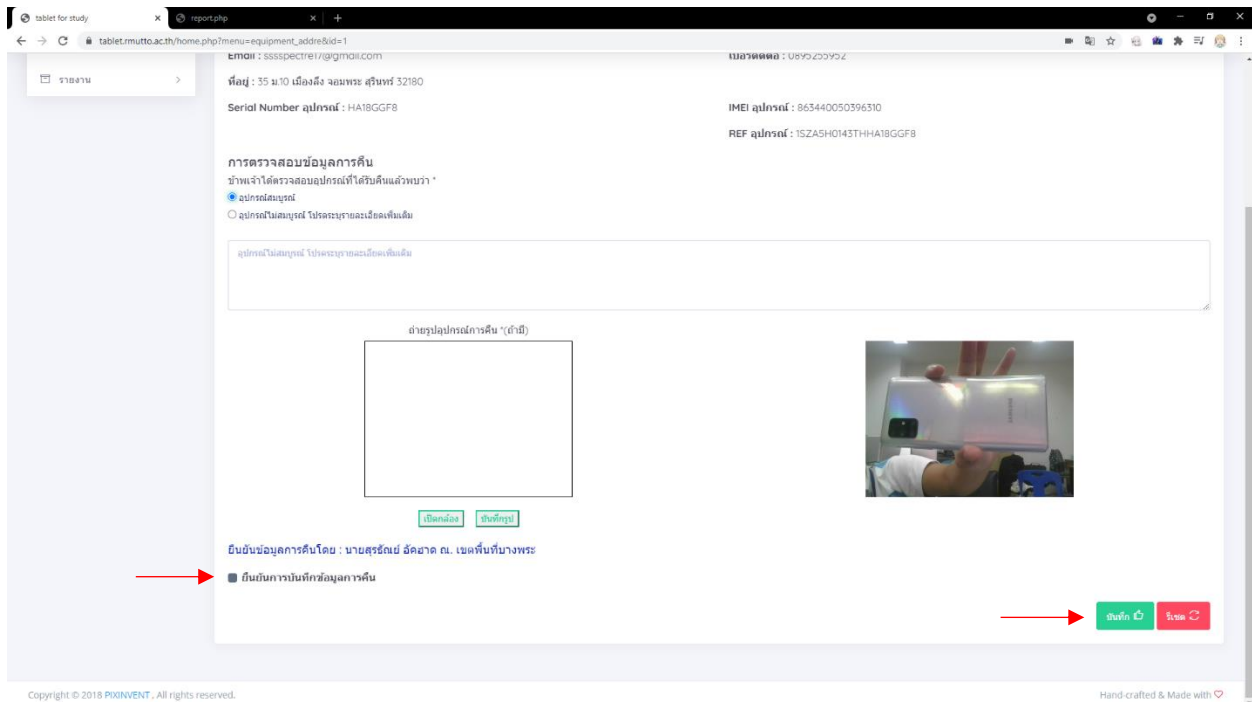 tablet for study
report.php
tablet.rmutto.ac.th/home.php?menu=equipment_addre&id=1
Email : sssspectre17@gmail.com
เบอร์ติดต่อ : 0895255952
รายงาน
ที่อยู่ : 35 ม.10 เมืองลีง จอมพระ สุรินทร์ 32180
Serial Number อุปกรณ์ : HA18GGF8
IMEI อุปกรณ์ : 863440050396310
REF อุปกรณ์ : 1SZA5H0143THHA18GGF8
การตรวจสอบข้อมูลการคืน
ข้าพเจ้าได้ตรวจสอบอุปกรณ์ที่ได้รับคืนแล้วพบว่า *
อุปกรณ์สมบูรณ์
อุปกรณ์ไม่สมบูรณ์ โปรดระบุรายละเอียดเพิ่มเติม
อุปกรณ์ไม่สมบูรณ์ โปรดระบุรายละเอียดเพิ่มเติม
ถ่ายรูปอุปกรณ์การคืน *(ถ้ามี)
SAMSUNG
เปิดกล้อง
บันทึกรูป
ยืนยันข้อมูลการคืนโดย : นายสุรธัณย์ อัคฮาด ณ. เขตพื้นที่บางพระ
ยืนยันการบันทึกข้อมูลการคืน
บันทึก
รีเซต
Copyright © 2018 PIXINVENT , All rights reserved.
Hand-crafted & Made with